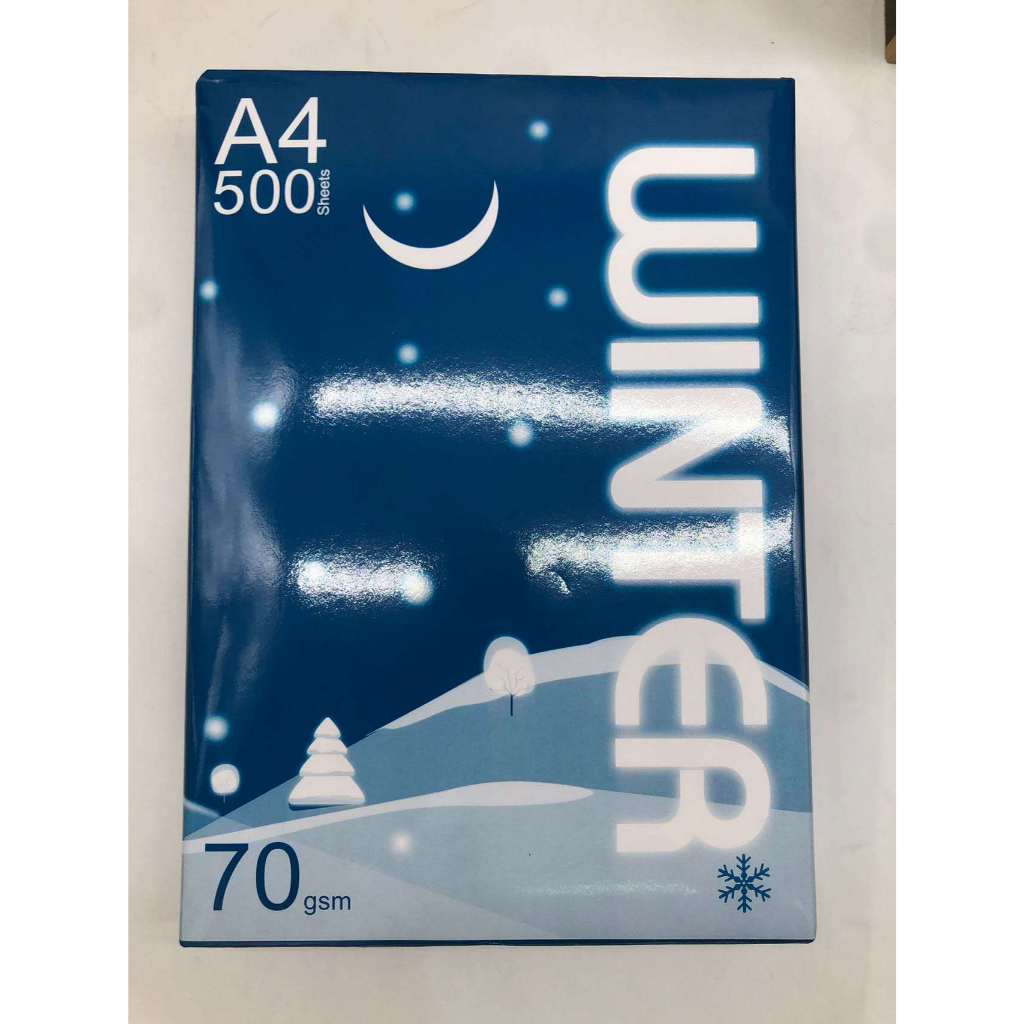 A4
500 Sheets
WINTER
70 gsm